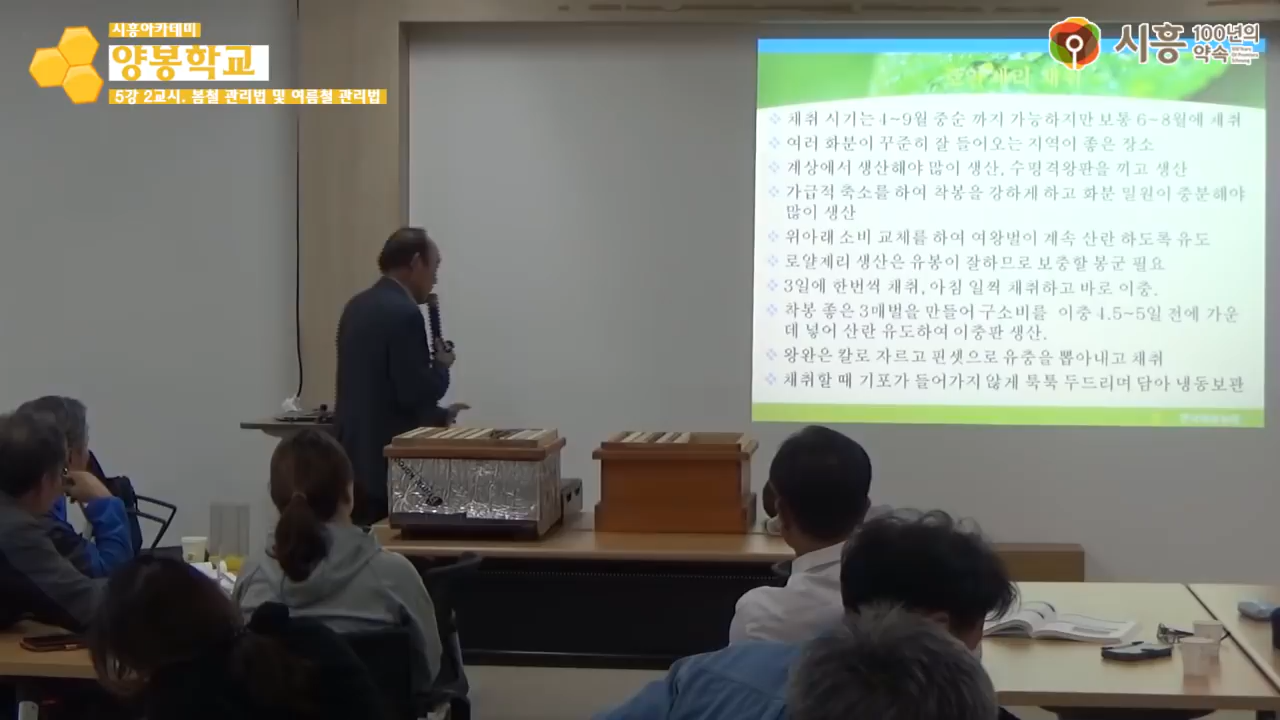 시흥아카데미
양봉학교
5강 2교시. 봄철 관리법 및 여름철 관리법
시흥 100년의 약속
로얄제리 채취
채취 시기는 4~9월 중순 까지 가능하지만 보통 6~8월에 채취
여러 화분이 꾸준히 잘 들어오는 지역이 좋은 장소
계상에서 생산해야 많이 생산, 수평격왕판을 끼고 생산
가급적 축소를 하여 착봉을 강하게 하고 화분 밀원이 충분해야
많이 생산
위아래 소비 교체를 하여 여왕벌이 계속 산란 하도록 유도
로얄제리 생산은 유봉이 잘하므로 보충할 봉군 필요
3일에 한번씩 채취, 아침 일찍 채취하고 바로 이충.
착봉 좋은 3매벌을 만들어 구소비를 이충 4.5~5일 전에 가운
데 넣어 산란 유도하여 이충판 생산.
왕완은 칼로 자르고 핀셋으로 유충을 뽑아내고 채취
채취할 때 기포가 들어가지 않게 툭툭 두드리며 담아 냉동보관